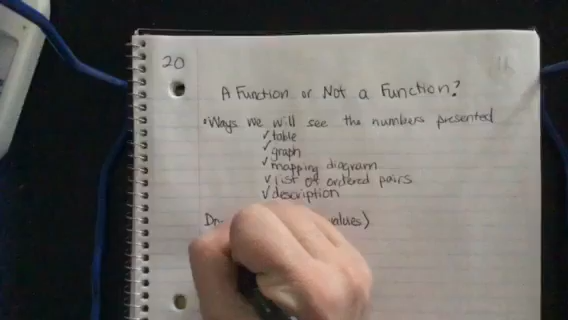 20
A Function or Not a Function?
•Ways we will see the numbers presented
✓table
✓graph
✓mapping diagram
✓list of ordered pairs
✓description
values)